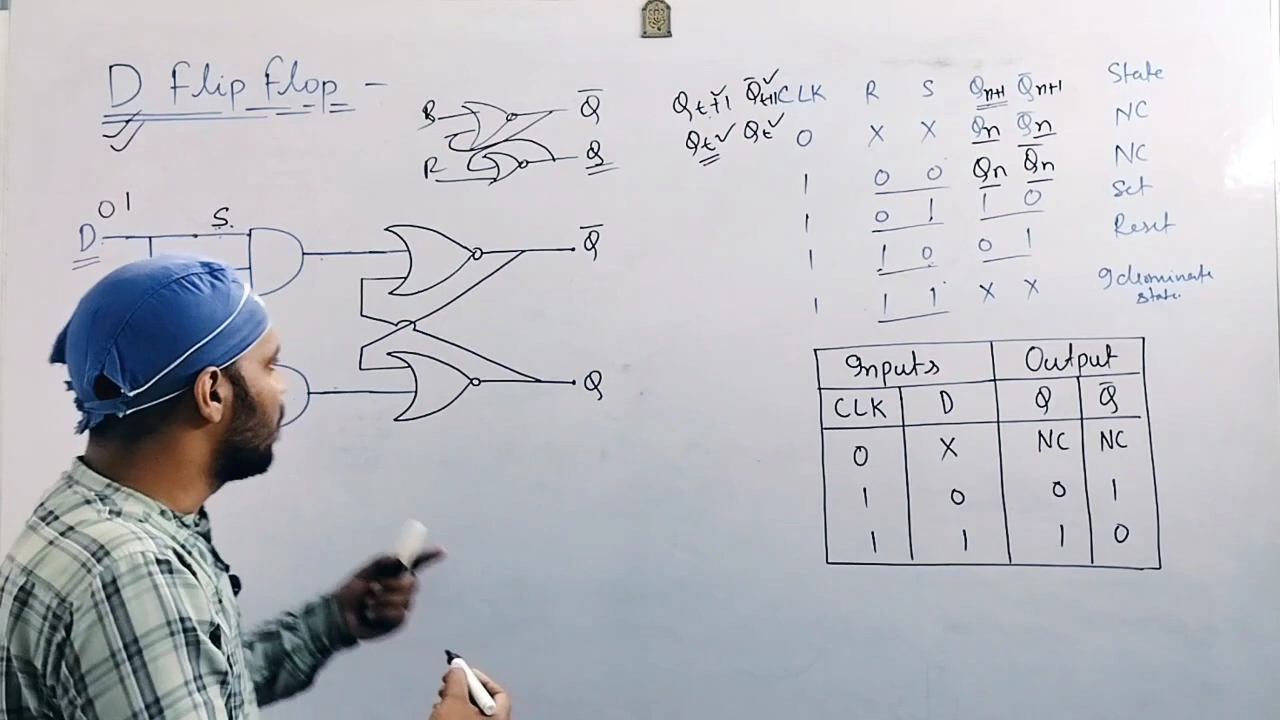 D Flip Flop -
B Q̅
R Q
D 0 1 S.
Q̅
Q
Qt+1 Q̅t+1 CLK R S Qn+1 Q̅n+1 State
Qt Q̅t 0 X X Qn Q̅n NC
1 0 0 Qn Q̅n NC
1 0 1 1 0 Set
1 1 0 0 1 Reset
1 1 1 X X
state.
Inputs Output
CLK D Q Q̅
0 X NC NC
1 0 0 1
1 1 1 0